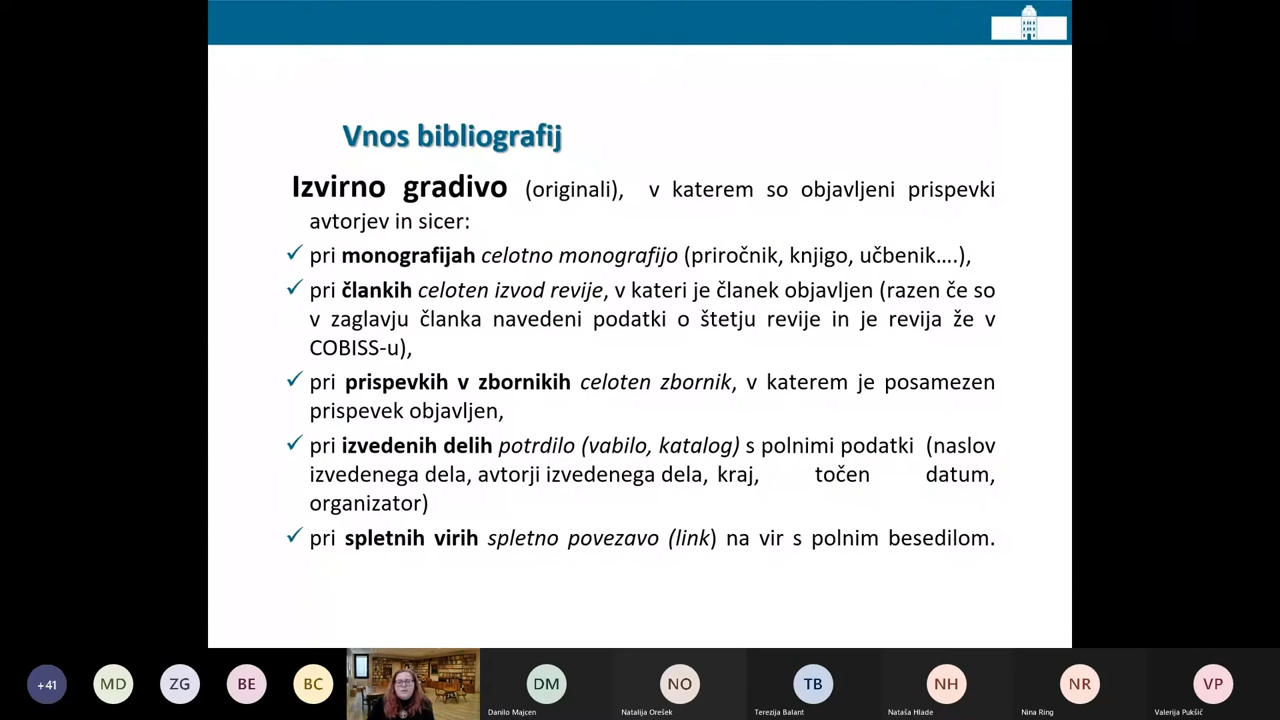 Vnos bibliografij
Izvirno gradivo (originali), v katerem so objavljeni prispevki
avtorjev in sicer:
✓ pri monografijah celotno monografijo (priročnik, knjigo, učbenik….),
✓ pri člankih celoten izvod revije, v kateri je članek objavljen (razen če so
v zaglavju članka navedeni podatki o štetju revije in je revija že v
COBISS-u),
✓ pri prispevkih v zbornikih celoten zbornik, v katerem je posamezen
prispevek objavljen,
✓ pri izvedenih delih potrdilo (vabilo, katalog) s polnimi podatki (naslov
izvedenega dela, avtorji izvedenega dela, kraj, točen datum,
organizator)
✓ pri spletnih virih spletno povezavo (link) na vir s polnim besedilom.
+41 MD ZG BE BC DM NO TB NH NR VP
Danilo Majcen Natalija Orešek Terezija Balant Nataša Hlade Nina Ring Valerija Pukšič